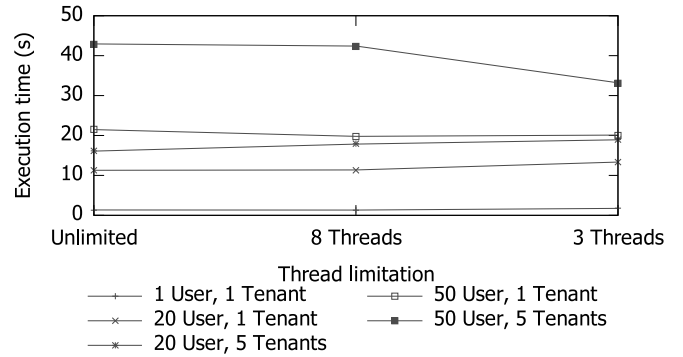 50
40
30
20
10
0
Execution time (s)
Unlimited 8 Threads 3 Threads
Thread limitation
1 User, 1 Tenant 50 User, 1 Tenant
20 User, 1 Tenant 50 User, 5 Tenants
20 User, 5 Tenants